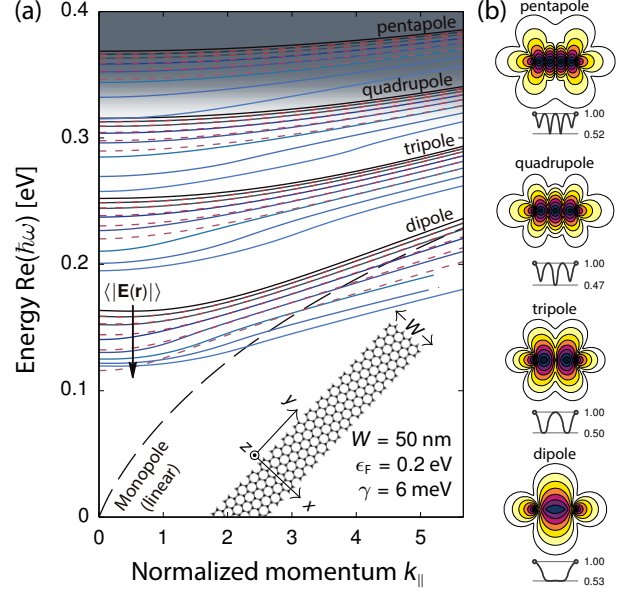 (a)
0.4
0.3
0.2
0.1
0
Energy Re(ℏω) [eV]
0
1
2
3
4
5
Normalized momentum k∥
pentapole
quadrupole
tripole
dipole
⟨|E(r)|⟩
Monopole
(linear)
W
y
z
x
W = 50 nm
ϵF = 0.2 eV
γ = 6 meV
(b)
pentapole
1.00
0.52
quadrupole
1.00
0.47
tripole
1.00
0.50
dipole
1.00
0.53